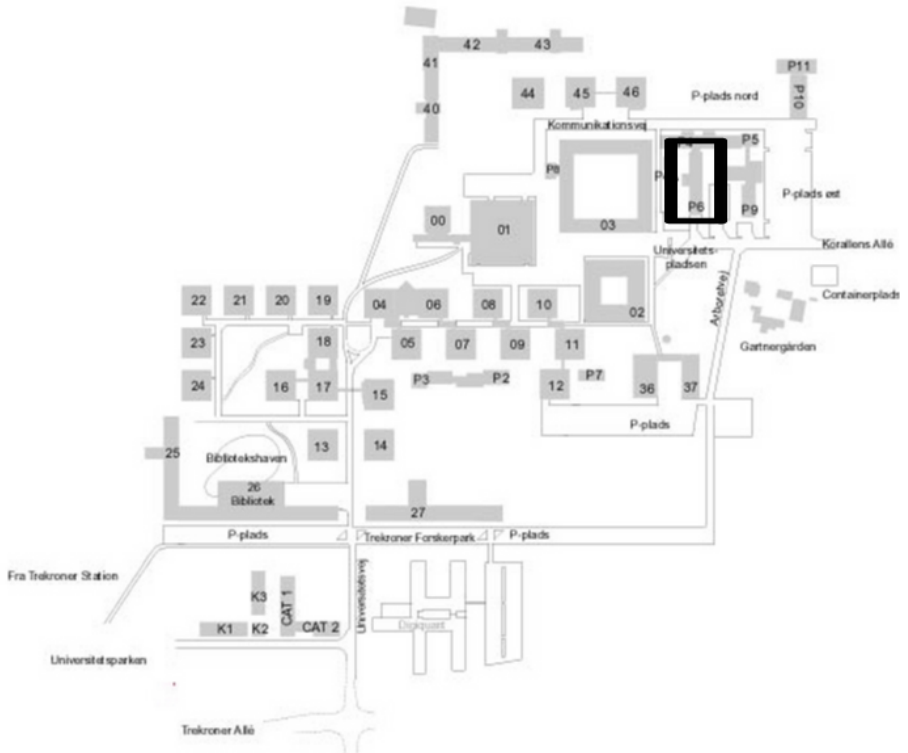 42
43
41
P11
P10
44
45
46
P-plads nord
40
Kommunikationsvej
P5
P8
P-plads øst
P6
P9
00
01
03
Universitets-
pladsen
Korallens Allé
Arboretvej
Containerplads
22
21
20
19
04
06
08
10
02
23
18
05
07
09
11
Gartnergården
24
16
17
15
P3
P2
12
P7
36
37
P-plads
25
Bibliotekshaven
13
14
26
Bibliotek
27
P-plads
Trekroner Forskerpark
P-plads
Fra Trekroner Station
Universitetsvej
K3
CAT 1
K1
K2
CAT 2
Digiquart
Universitetsparken
Trekroner Allé